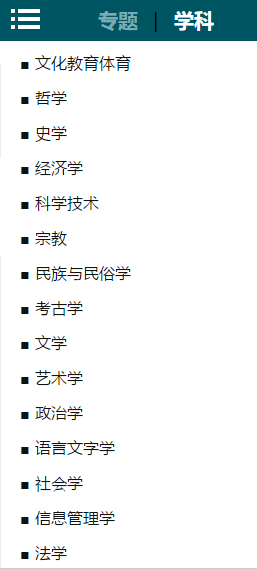 专题 | 学科
▪ 文化教育体育
▪ 哲学
▪ 史学
▪ 经济学
▪ 科学技术
▪ 宗教
▪ 民族与民俗学
▪ 考古学
▪ 文学
▪ 艺术学
▪ 政治学
▪ 语言文字学
▪ 社会学
▪ 信息管理学
▪ 法学